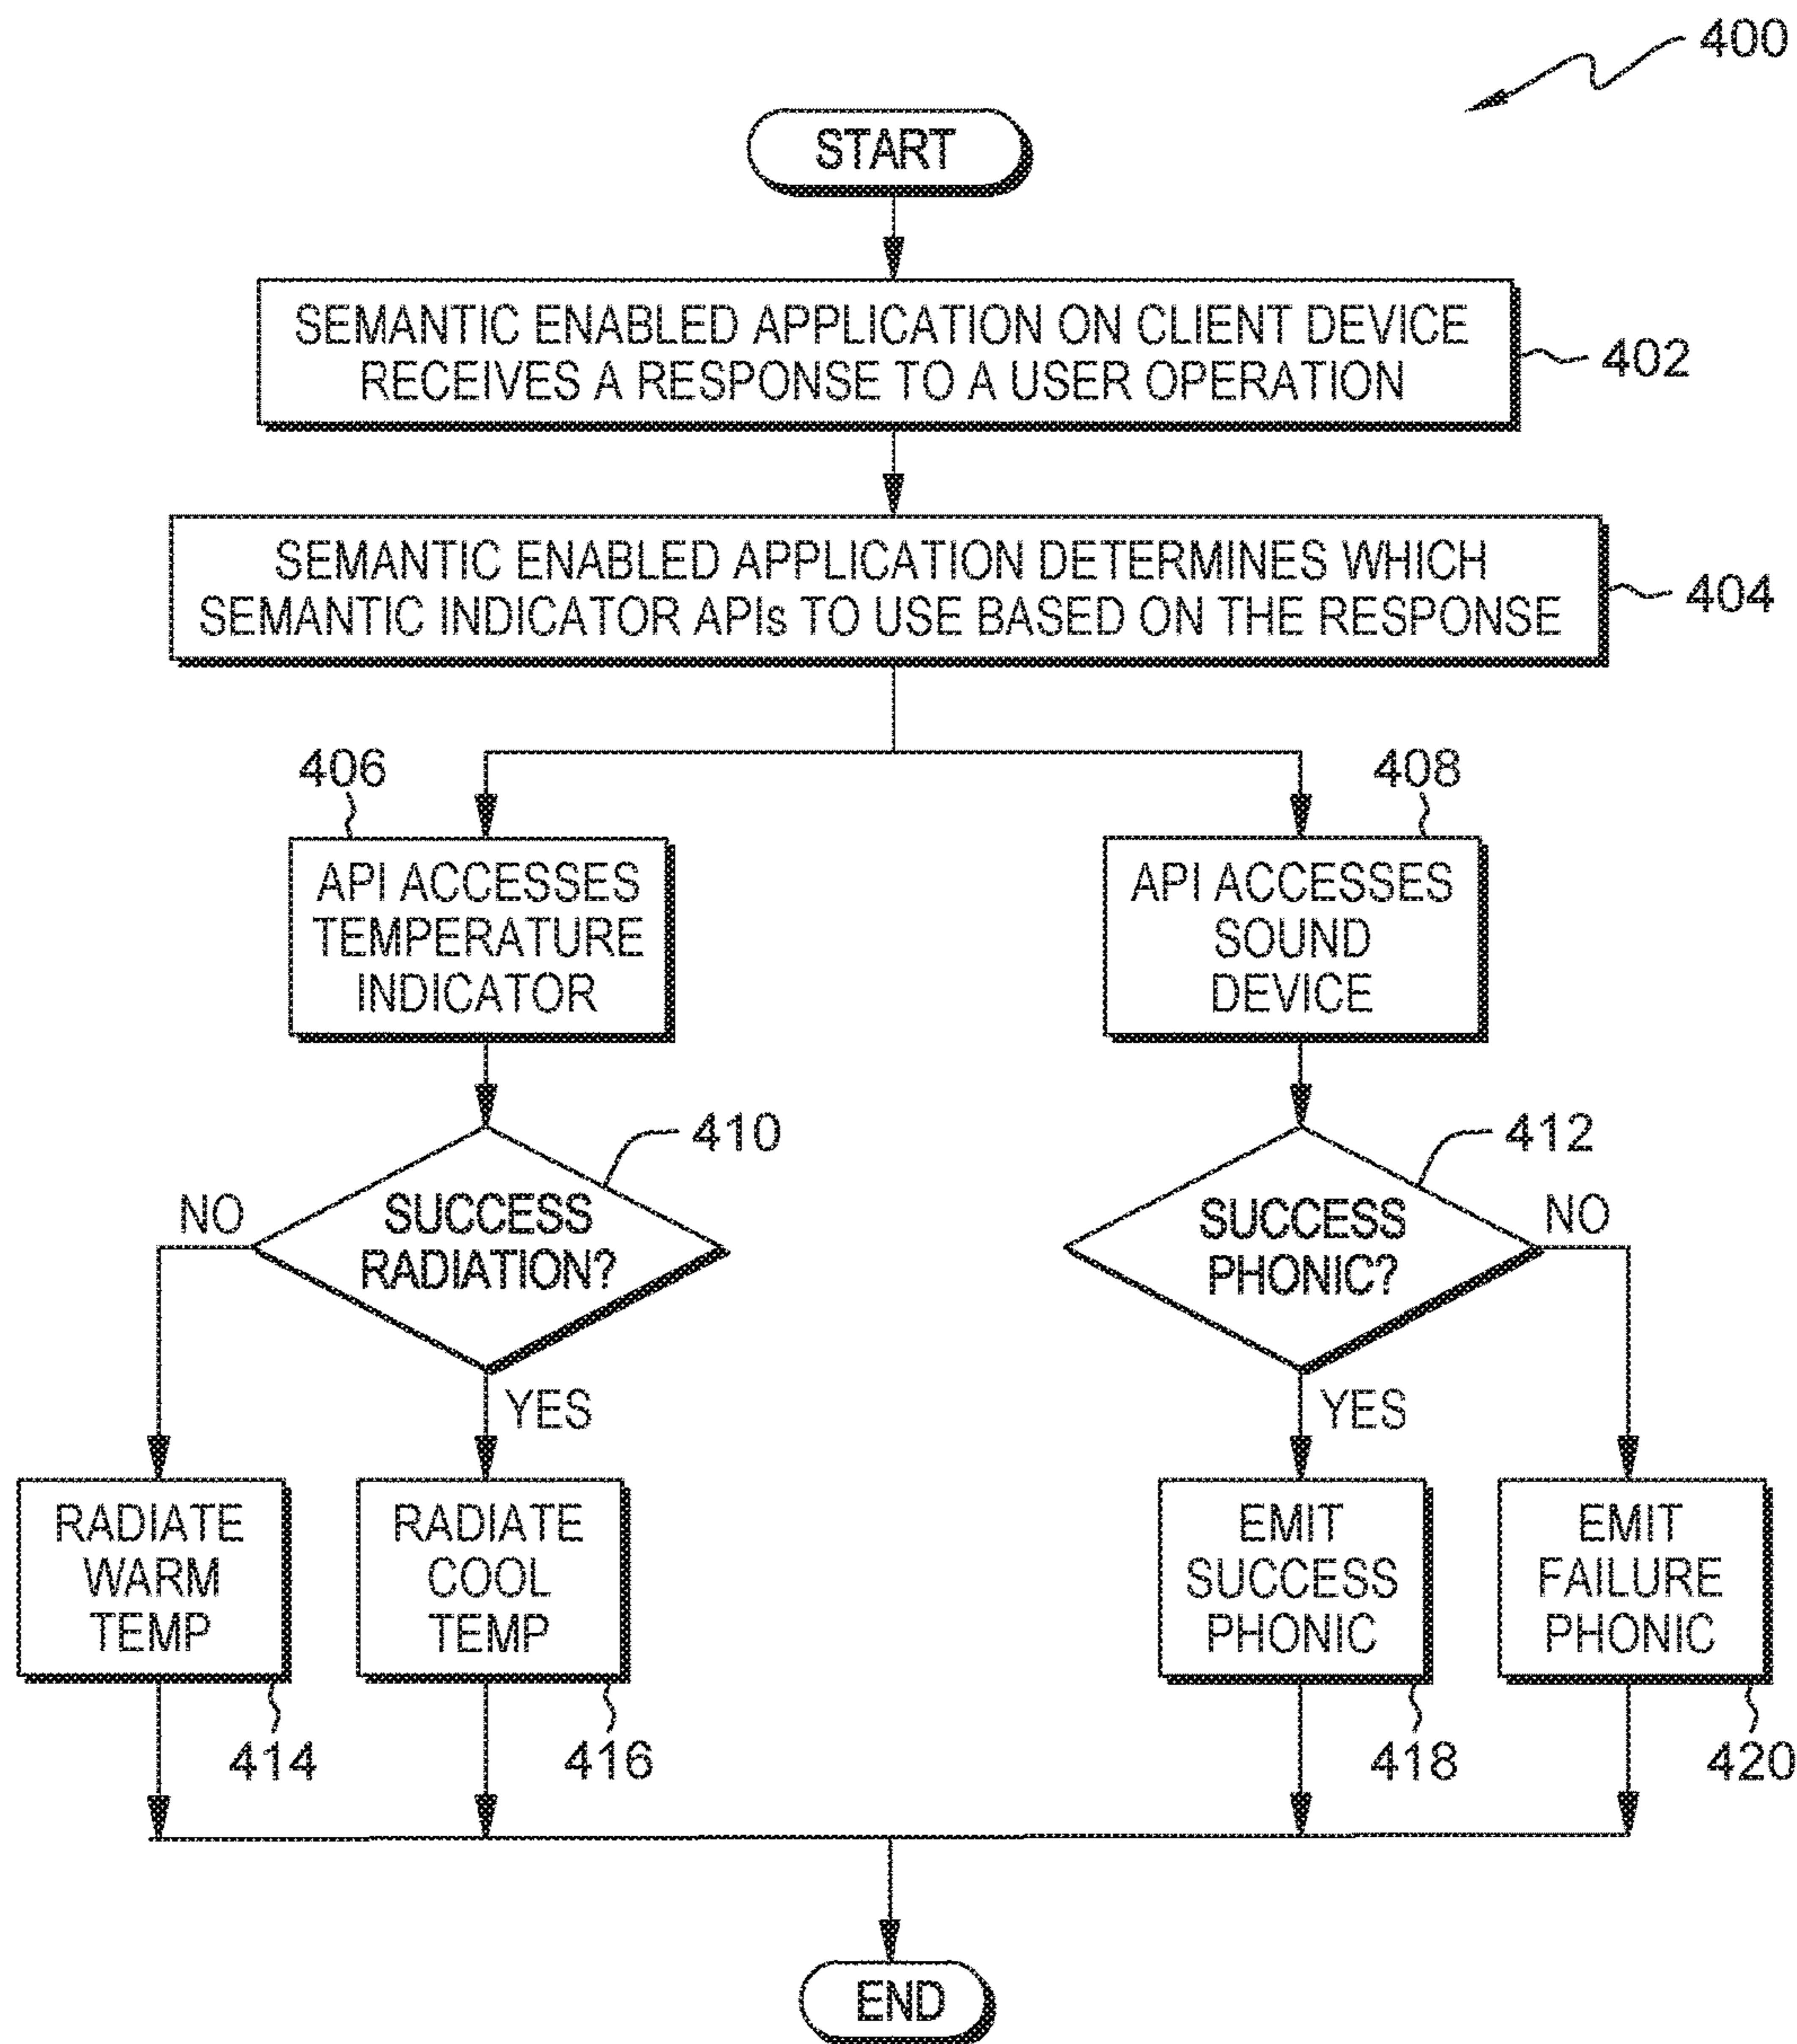 400
START
SEMANTIC ENABLED APPLICATION ON CLIENT DEVICE
RECEIVES A RESPONSE TO A USER OPERATION
402
SEMANTIC ENABLED APPLICATION DETERMINES WHICH
SEMANTIC INDICATOR APIs TO USE BASED ON THE RESPONSE
404
406
API ACCESSES
TEMPERATURE
INDICATOR
408
API ACCESSES
SOUND
DEVICE
410
SUCCESS
RADIATION?
NO
YES
412
SUCCESS
PHONIC?
NO
YES
RADIATE
WARM
TEMP
414
RADIATE
COOL
TEMP
416
EMIT
SUCCESS
PHONIC
418
EMIT
FAILURE
PHONIC
420
END